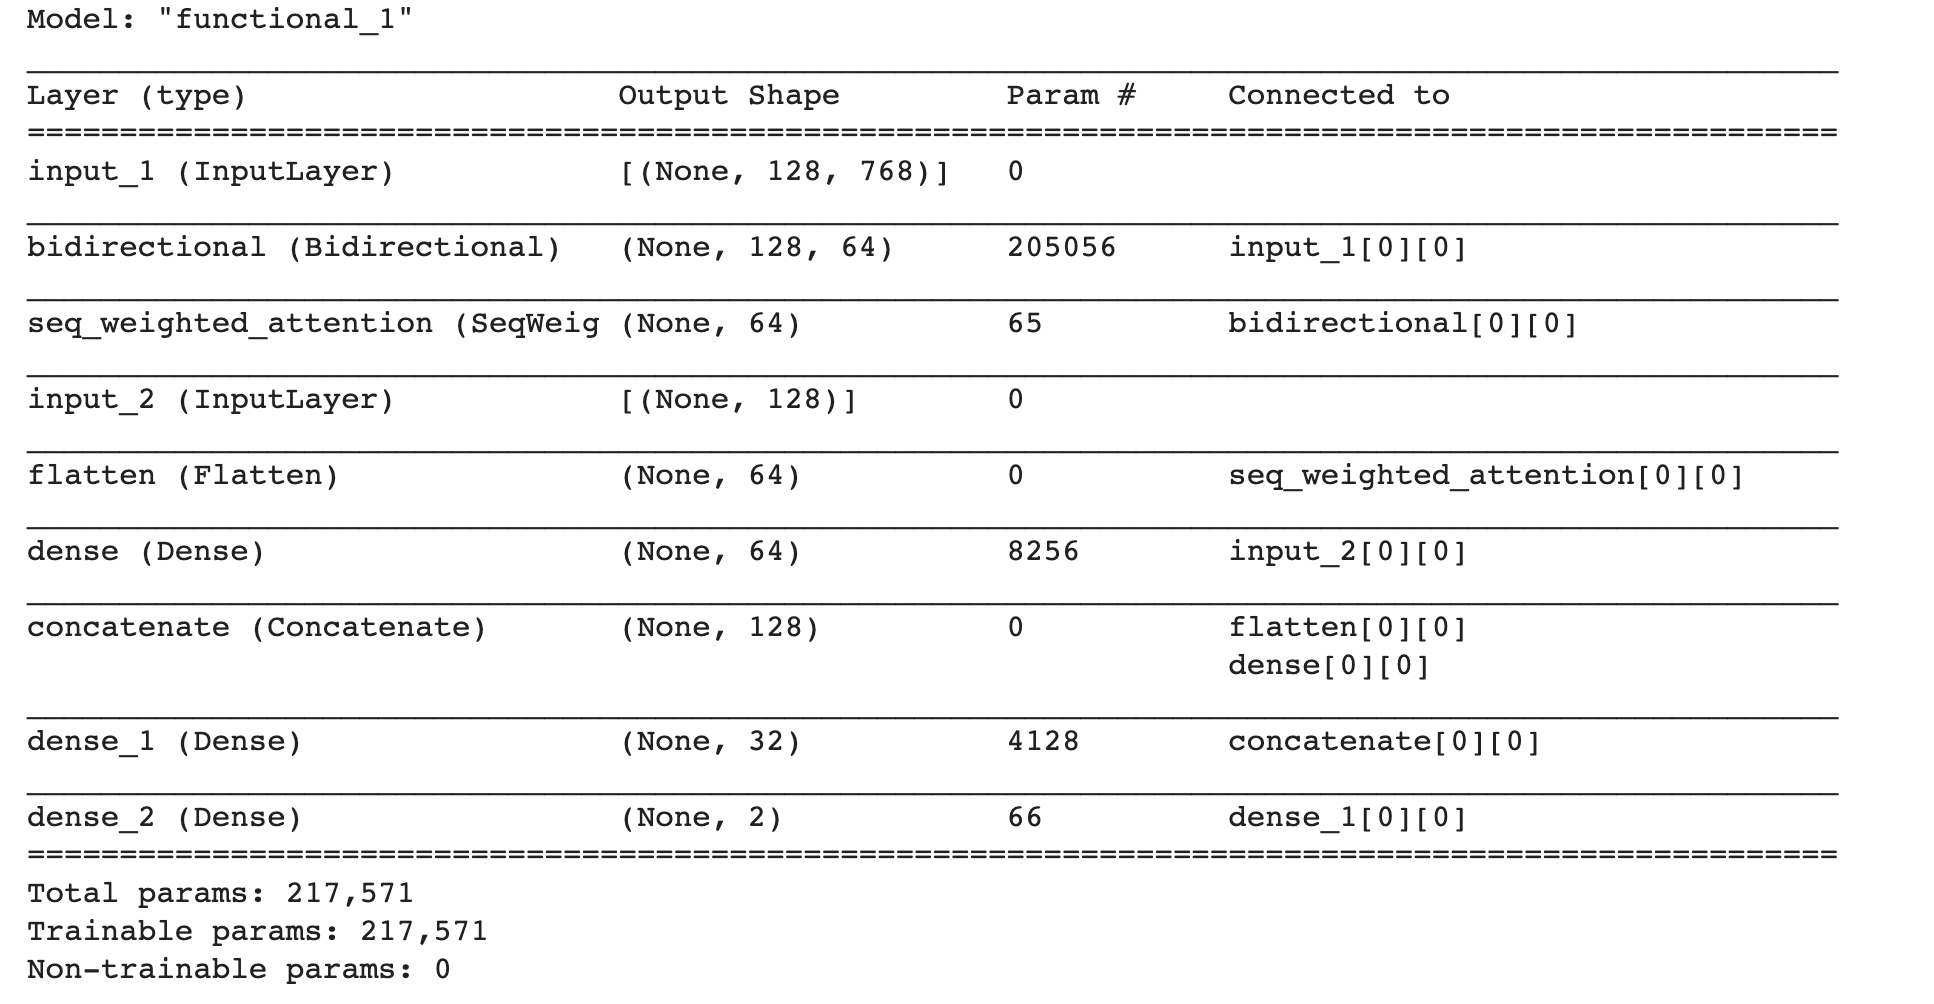 Model: "functional_1"
Layer (type) Output Shape Param # Connected to
input_1 (InputLayer) [(None, 128, 768)] 0
bidirectional (Bidirectional) (None, 128, 64) 205056 input_1[0][0]
seq_weighted_attention (SeqWeig (None, 64) 65 bidirectional[0][0]
input_2 (InputLayer) [(None, 128)] 0
flatten (Flatten) (None, 64) 0 seq_weighted_attention[0][0]
dense (Dense) (None, 64) 8256 input_2[0][0]
concatenate (Concatenate) (None, 128) 0 flatten[0][0]
dense[0][0]
dense_1 (Dense) (None, 32) 4128 concatenate[0][0]
dense_2 (Dense) (None, 2) 66 dense_1[0][0]
Total params: 217,571
Trainable params: 217,571
Non-trainable params: 0